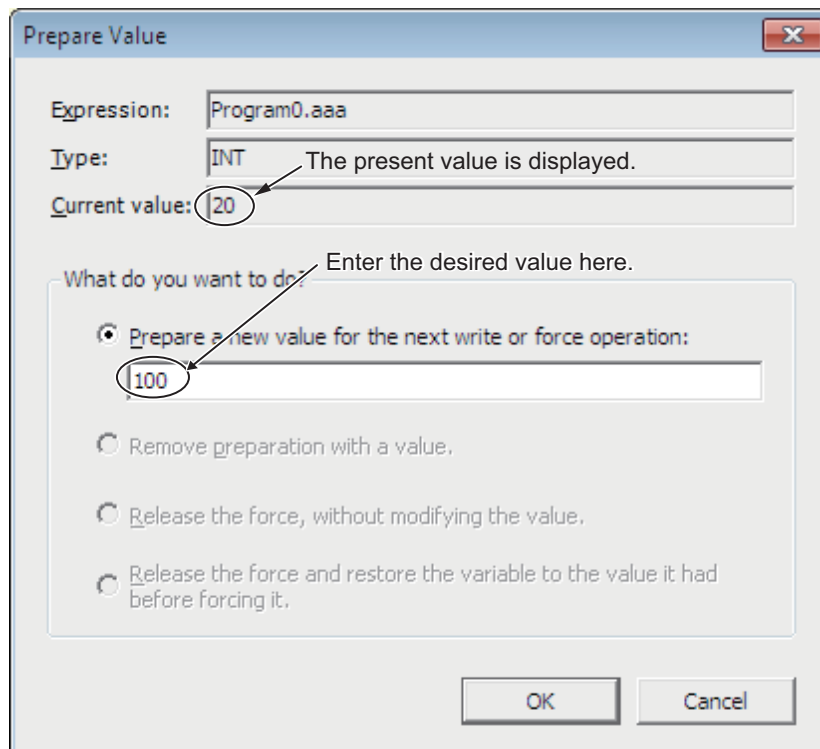 Prepare Value
Expression: Program0.aaa
Type: INT
The present value is displayed.
Current value: 20
Enter the desired value here.
What do you want to do?
Prepare a new value for the next write or force operation:
100
Remove preparation with a value.
Release the force, without modifying the value.
Release the force and restore the variable to the value it had
before forcing it.
OK Cancel